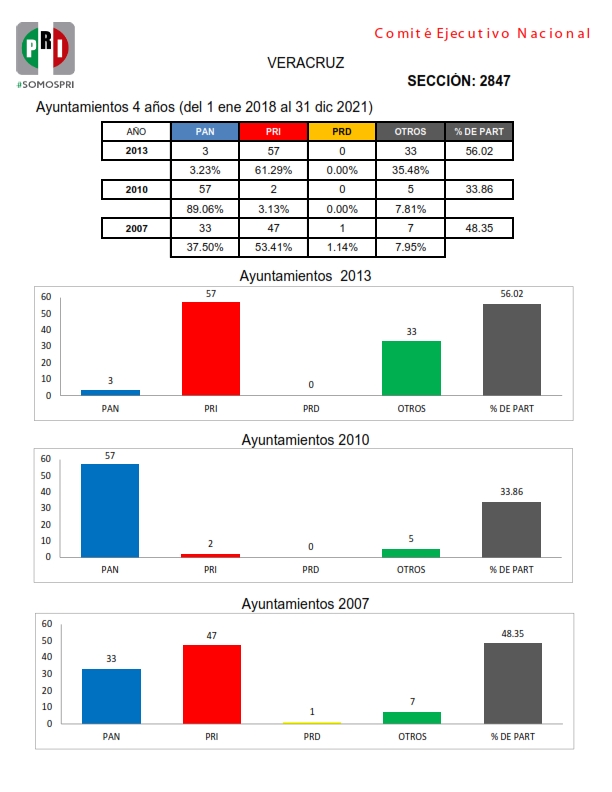 Comité Ejecutivo Nacional
PRI
#SOMOSPRI
VERACRUZ
SECCIÓN: 2847
Ayuntamientos 4 años (del 1 ene 2018 al 31 dic 2021)
AÑO PAN PRI PRD OTROS % DE PART
2013 3 57 0 33 56.02
3.23% 61.29% 0.00% 35.48%
2010 57 2 0 5 33.86
89.06% 3.13% 0.00% 7.81%
2007 33 47 1 7 48.35
37.50% 53.41% 1.14% 7.95%
Ayuntamientos 2013
60
50
40
30
20
10
0
3 57 0 33 56.02
PAN PRI PRD OTROS % DE PART
Ayuntamientos 2010
60
50
40
30
20
10
0
57 2 0 5 33.86
PAN PRI PRD OTROS % DE PART
Ayuntamientos 2007
60
50
40
30
20
10
0
33 47 1 7 48.35
PAN PRI PRD OTROS % DE PART